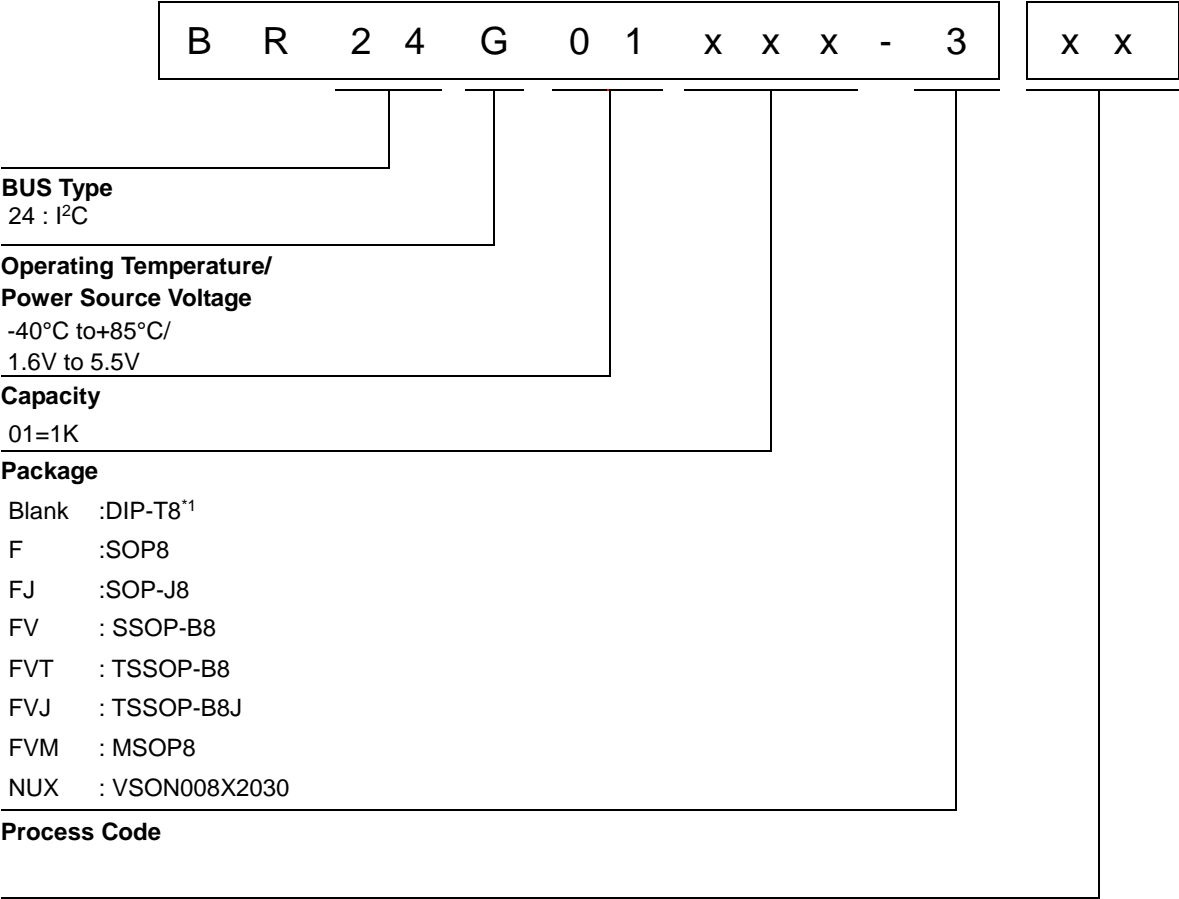 B R 2 4 G 0 1 x x x - 3 x x
BUS Type
24 : I²C
Operating Temperature/
Power Source Voltage
-40°C to+85°C/
1.6V to 5.5V
Capacity
01=1K
Package
Blank :DIP-T8*1
F :SOP8
FJ :SOP-J8
FV : SSOP-B8
FVT : TSSOP-B8
FVJ : TSSOP-B8J
FVM : MSOP8
NUX : VSON008X2030
Process Code